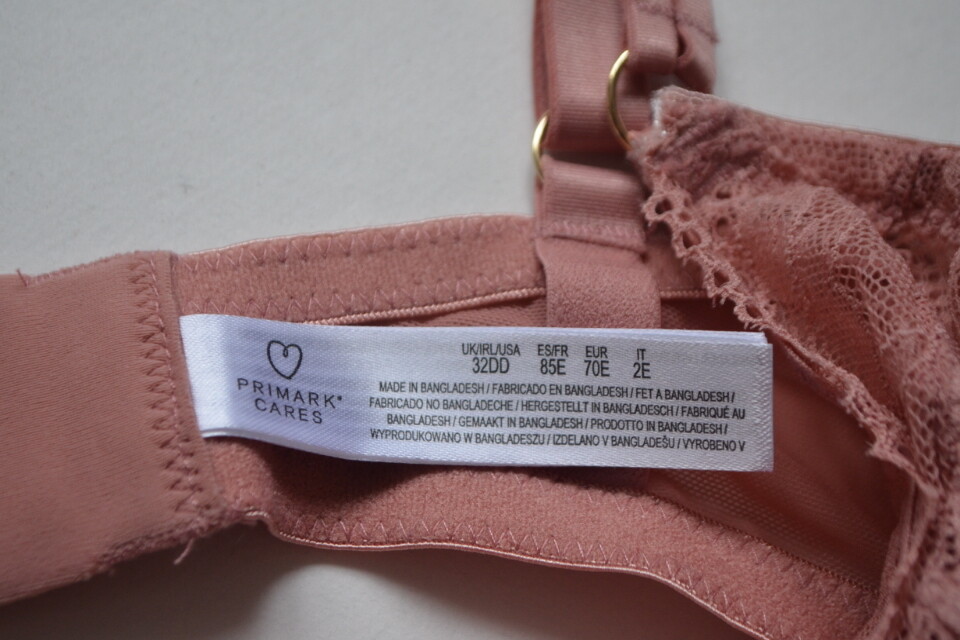 PRIMARK®
CARES
UK/IRL/USA ES/FR EUR IT
32DD 85E 70E 2E
MADE IN BANGLADESH / FABRICADO EN BANGLADESH / FET A BANGLADESH /
FABRICADO NO BANGLADECHE / HERGESTELLT IN BANGLADESCH / FABRIQUÉ AU
BANGLADESH / GEMAAKT IN BANGLADESH / PRODOTTO IN BANGLADESH /
WYPRODUKOWANO W BANGLADESZU / IZDELANO V BANGLADEŠU / VYROBENO V